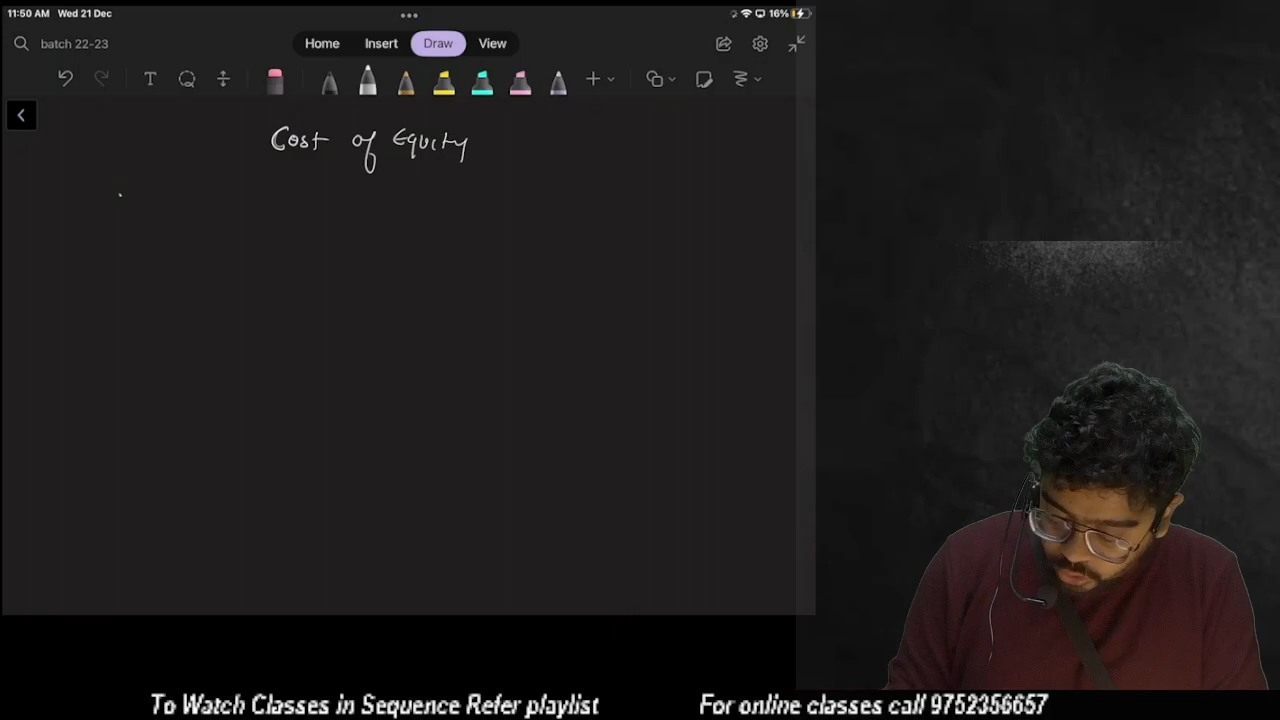 11:50 AM Wed 21 Dec
16%
batch 22-23
Home Insert Draw View
T
Cost of Equity
To Watch Classes in Sequence Refer playlist
For online classes call 9752356657